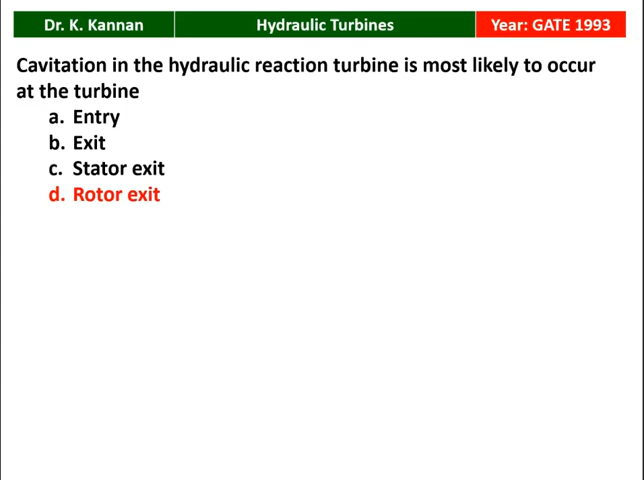 Dr. K. Kannan
Hydraulic Turbines
Year: GATE 1993
Cavitation in the hydraulic reaction turbine is most likely to occur
at the turbine
a. Entry
b. Exit
c. Stator exit
d. Rotor exit